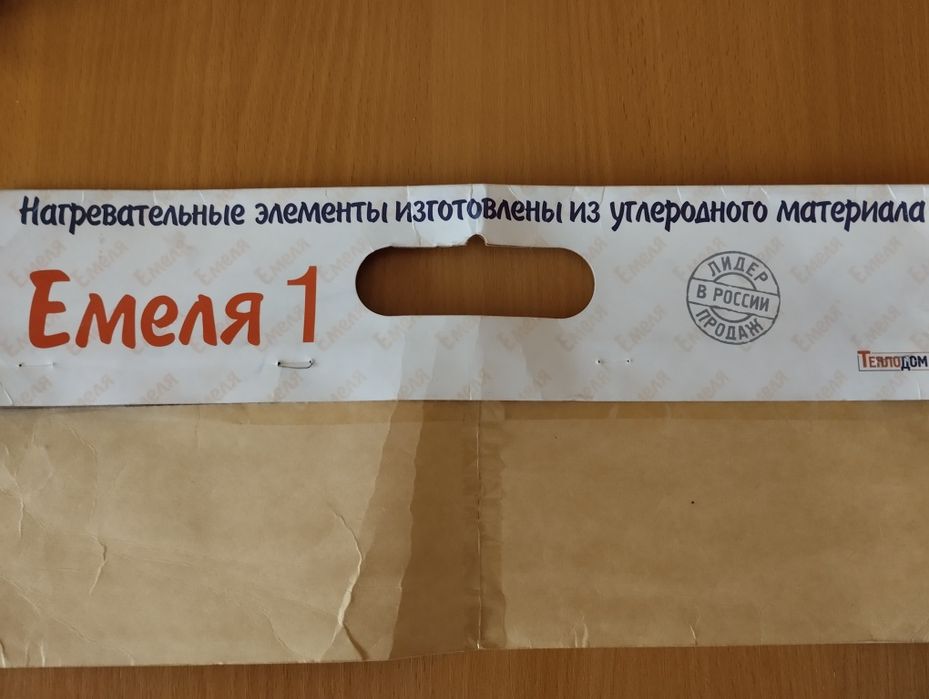 Нагревательные элементы изготовлены из углеродного материала
Емеля 1
ЛИДЕР
В РОССИИ
ПРОДАЖ
ТЕПЛОДОМ